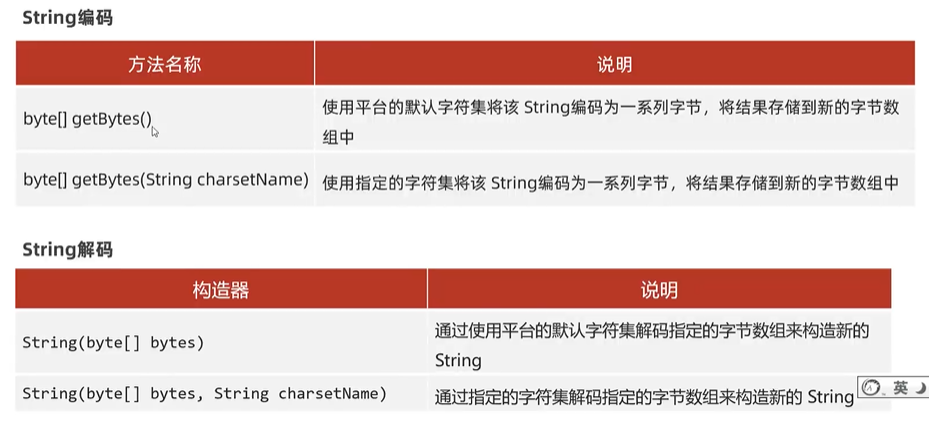 String编码
方法名称
说明
byte[] getBytes()
使用平台的默认字符集将该 String编码为一系列字节，将结果存储到新的字节数
组中
byte[] getBytes(String charsetName)
使用指定的字符集将该 String编码为一系列字节，将结果存储到新的字节数组中
String解码
构造器
说明
String(byte[] bytes)
通过使用平台的默认字符集解码指定的字节数组来构造新的
String
String(byte[] bytes, String charsetName)
通过指定的字符集解码指定的字节数组来构造新的 String
英